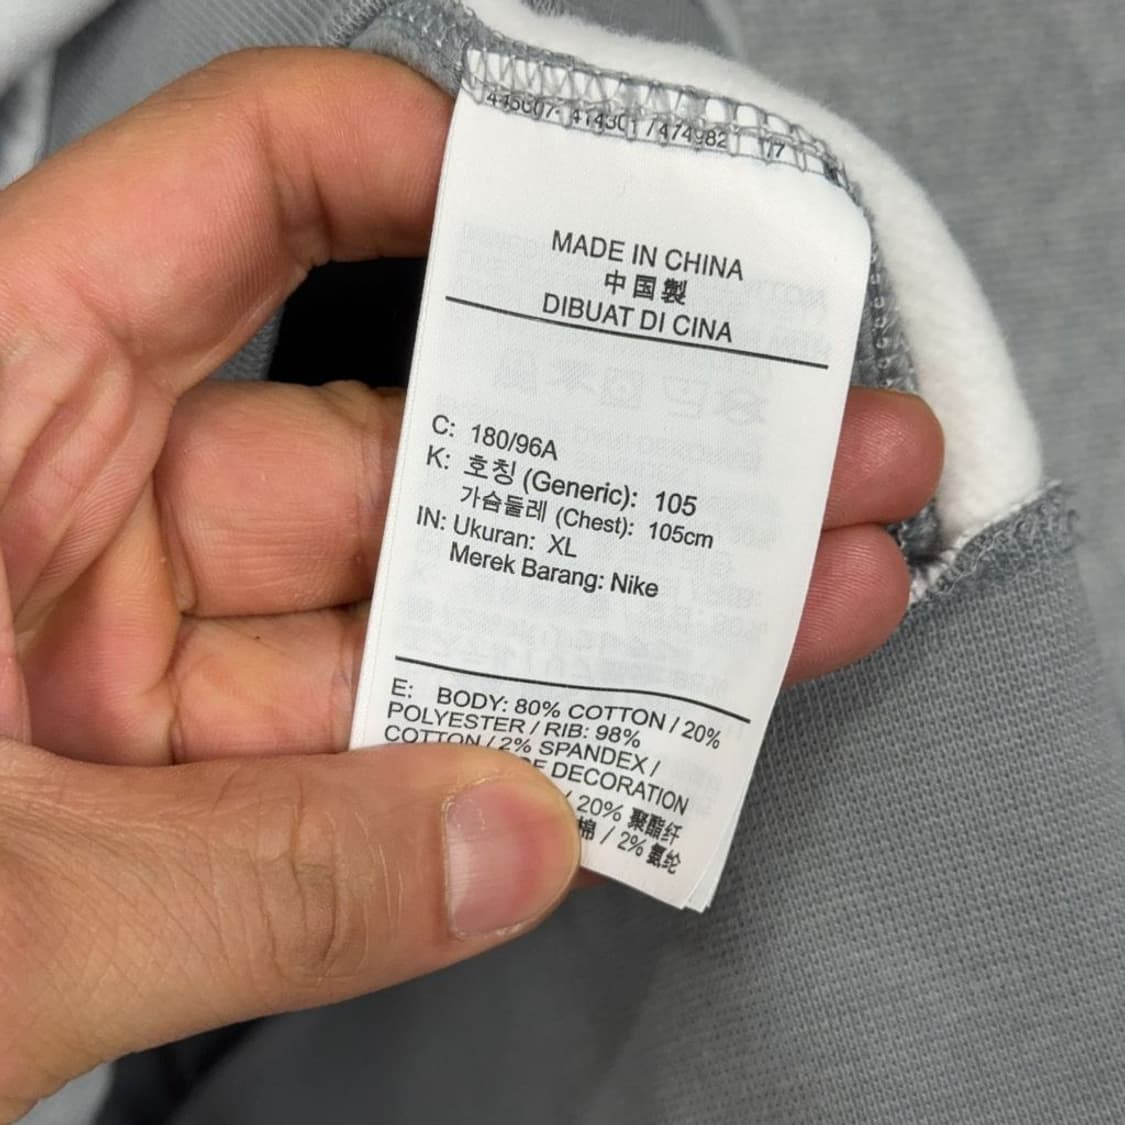 MADE IN CHINA
中国製
DIBUAT DI CINA
C: 180/96A
K: 호칭 (Generic): 105
가슴둘레 (Chest): 105cm
IN: Ukuran: XL
Merek Barang: Nike
E: BODY: 80% COTTON / 20%
POLYESTER / RIB: 98%
COTTON / 2% SPANDEX /
OF DECORATION
/ 20% 聚酯纤
棉 / 2% 氨纶